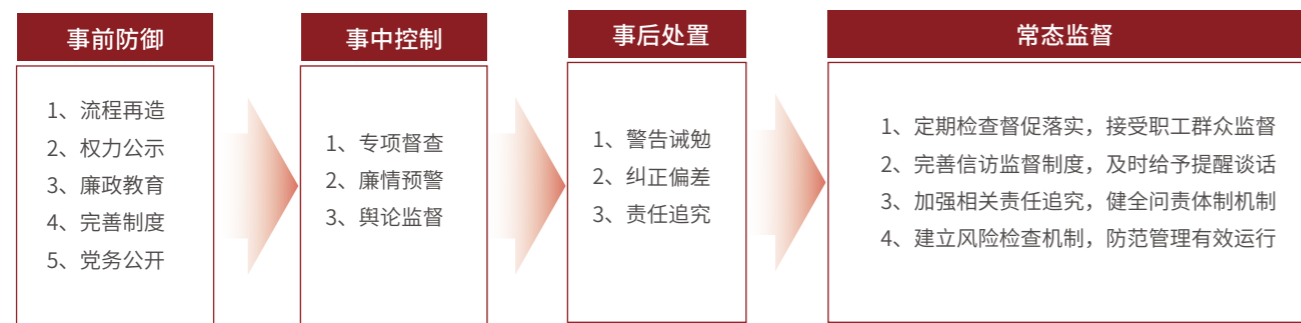 事前防御
1、流程再造
2、权力公示
3、廉政教育
4、完善制度
5、党务公开
事中控制
1、专项督查
2、廉情预警
3、舆论监督
事后处置
1、警告诫勉
2、纠正偏差
3、责任追究
常态监督
1、定期检查督促落实，接受职工群众监督
2、完善信访监督制度，及时给予提醒谈话
3、加强相关责任追究，健全问责体制机制
4、建立风险检查机制，防范管理有效运行